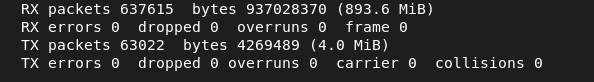 RX packets 637615  bytes 937028370 (893.6 MiB)
RX errors 0  dropped 0  overruns 0  frame 0
TX packets 63022  bytes 4269489 (4.0 MiB)
TX errors 0  dropped 0 overruns 0  carrier 0  collisions 0